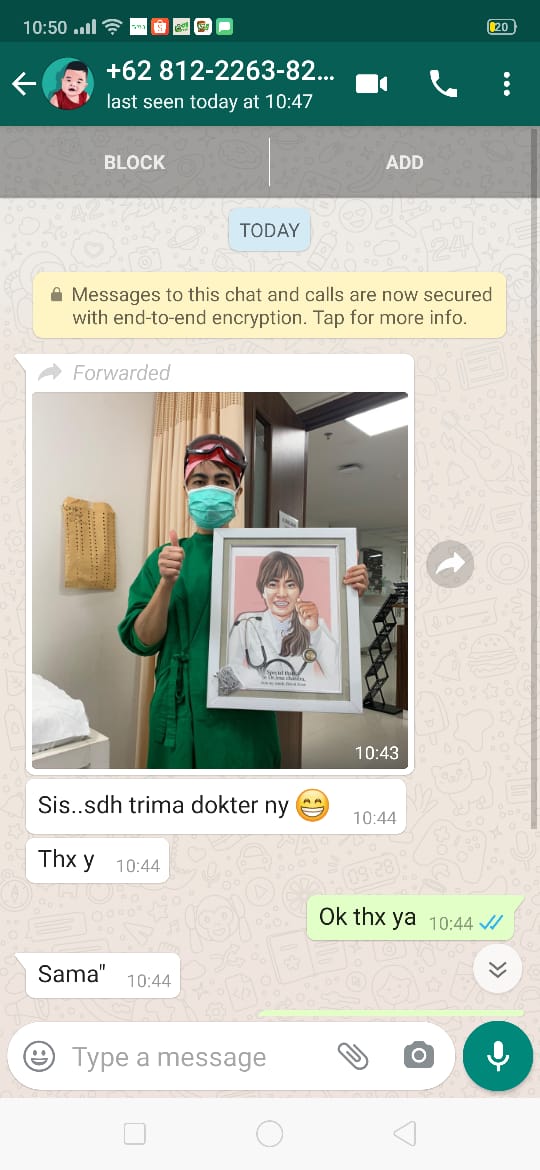 10:50
20
+62 812-2263-82...
last seen today at 10:47
BLOCK
ADD
TODAY
Messages to this chat and calls are now secured
with end-to-end encryption. Tap for more info.
Forwarded
Special thanks
10:43
Sis..sdh trima dokter ny 😁
10:44
Thx y
10:44
Ok thx ya
10:44
Sama"
10:44
Type a message